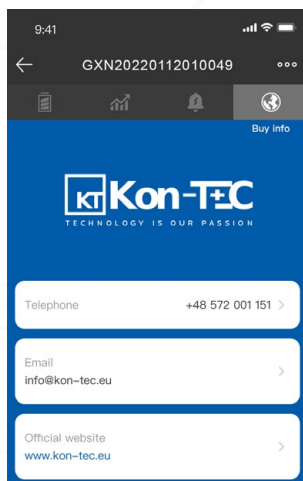 9:41
GXN20220112010049
Buy info
KT Kon-TEC
TECHNOLOGY IS OUR PASSION
Telephone +48 572 001 151
Email
info@kon-tec.eu
Official website
www.kon-tec.eu